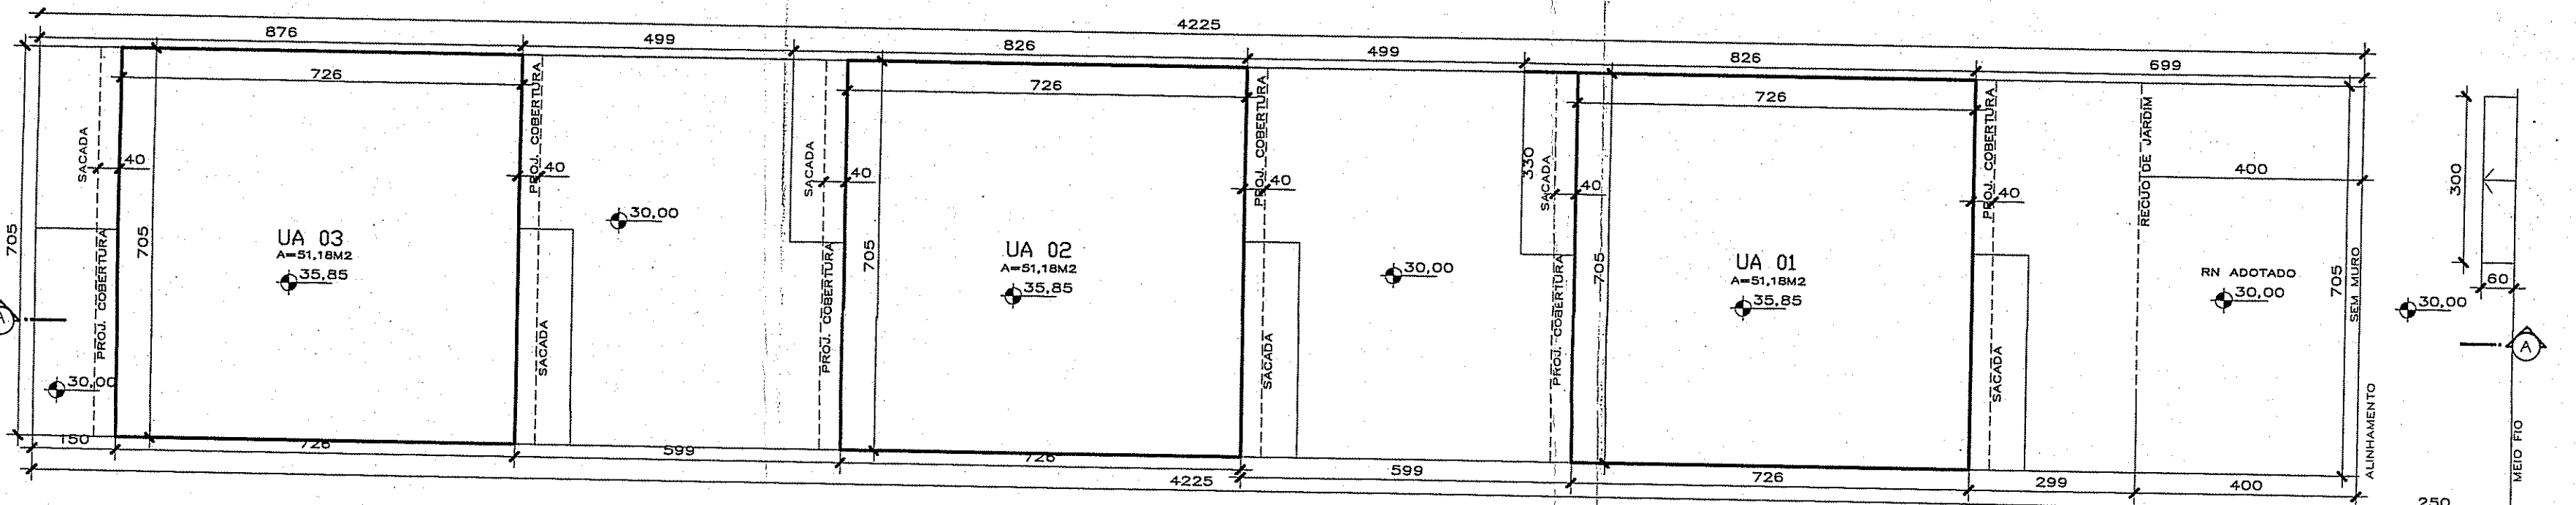 4225
876
499
826
499
826
699
726
726
726
SACADA
PROJ. COBERTURA
SACADA
PROJ. COBERTURA
SACADA
PROJ. COBERTURA
RECUO DE JARDIM
330
300
400
40
40
40
40
40
40
705
705
705
705
705
30,00
UA 03
A=51,18M2
35,85
UA 02
A=51,18M2
35,85
30,00
UA 01
A=51,18M2
35,85
RN ADOTADO
30,00
60
30,00
SEM MURO
A
A
PROJ. COBERTURA
SACADA
PROJ. COBERTURA
SACADA
PROJ. COBERTURA
SACADA
30,00
ALINHAMENTO
MEIO FIO
150
726
599
726
599
726
299
400
4225
250